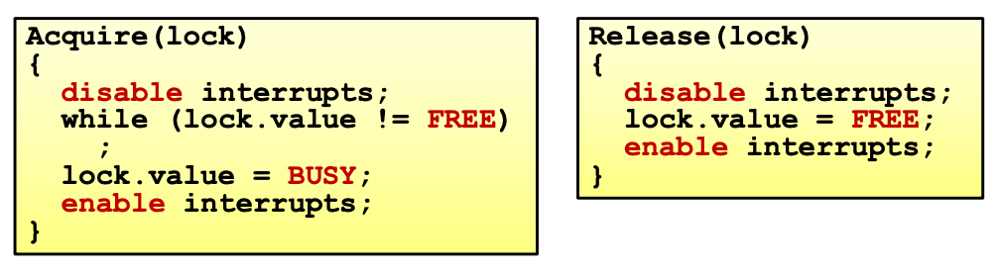 Acquire(lock)
{
  disable interrupts;
  while (lock.value != FREE)
    ;
  lock.value = BUSY;
  enable interrupts;
}
Release(lock)
{
  disable interrupts;
  lock.value = FREE;
  enable interrupts;
}